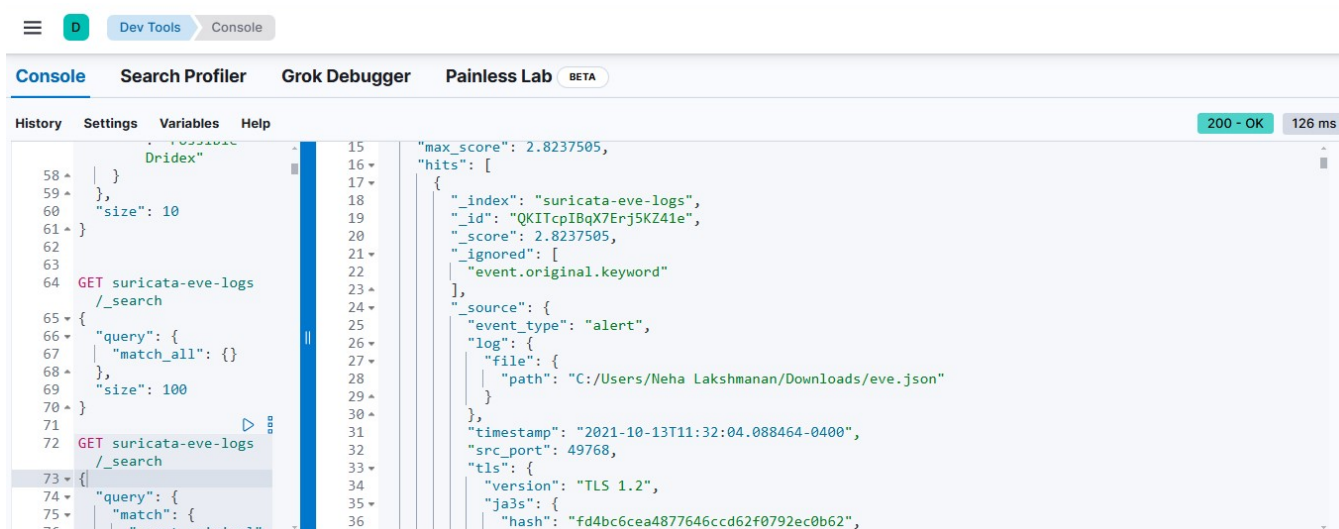 D Dev Tools Console
Console Search Profiler Grok Debugger Painless Lab BETA
History Settings Variables Help 200 - OK 126 ms
Dridex"
58 }
59 },
60 "size": 10
61 }
62
63
64 GET suricata-eve-logs
/_search
65 {
66 "query": {
67 "match_all": {}
68 },
69 "size": 100
70 }
71
72 GET suricata-eve-logs
/_search
73 {
74 "query": {
75 "match": {
15 "max_score": 2.8237505,
16 "hits": [
17 {
18 "_index": "suricata-eve-logs",
19 "_id": "QKITcpIBqX7Erj5KZ41e",
20 "_score": 2.8237505,
21 "_ignored": [
22 "event.original.keyword"
23 ],
24 "_source": {
25 "event_type": "alert",
26 "log": {
27 "file": {
28 "path": "C:/Users/Neha Lakshmanan/Downloads/eve.json"
29 }
30 },
31 "timestamp": "2021-10-13T11:32:04.088464-0400",
32 "src_port": 49768,
33 "tls": {
34 "version": "TLS 1.2",
35 "ja3s": {
36 "hash": "fd4bc6cea4877646ccd62f0792ec0b62",